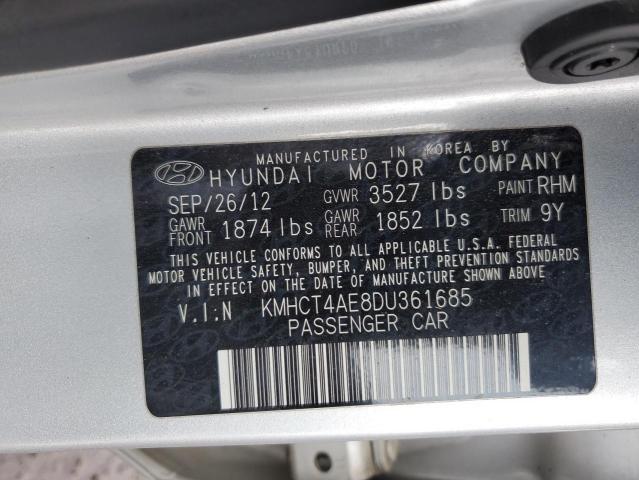 MANUFACTURED IN KOREA BY
HYUNDAI MOTOR COMPANY
SEP/26/12 GVWR 3527 lbs PAINT RHM
GAWR FRONT 1874 lbs GAWR REAR 1852 lbs TRIM 9Y
THIS VEHICLE CONFORMS TO ALL APPLICABLE U.S.A. FEDERAL
MOTOR VEHICLE SAFETY, BUMPER, AND THEFT PREVENTION STANDARDS
IN EFFECT ON THE DATE OF MANUFACTURE SHOWN ABOVE
V.I:N KMHCT4AE8DU361685
PASSENGER CAR